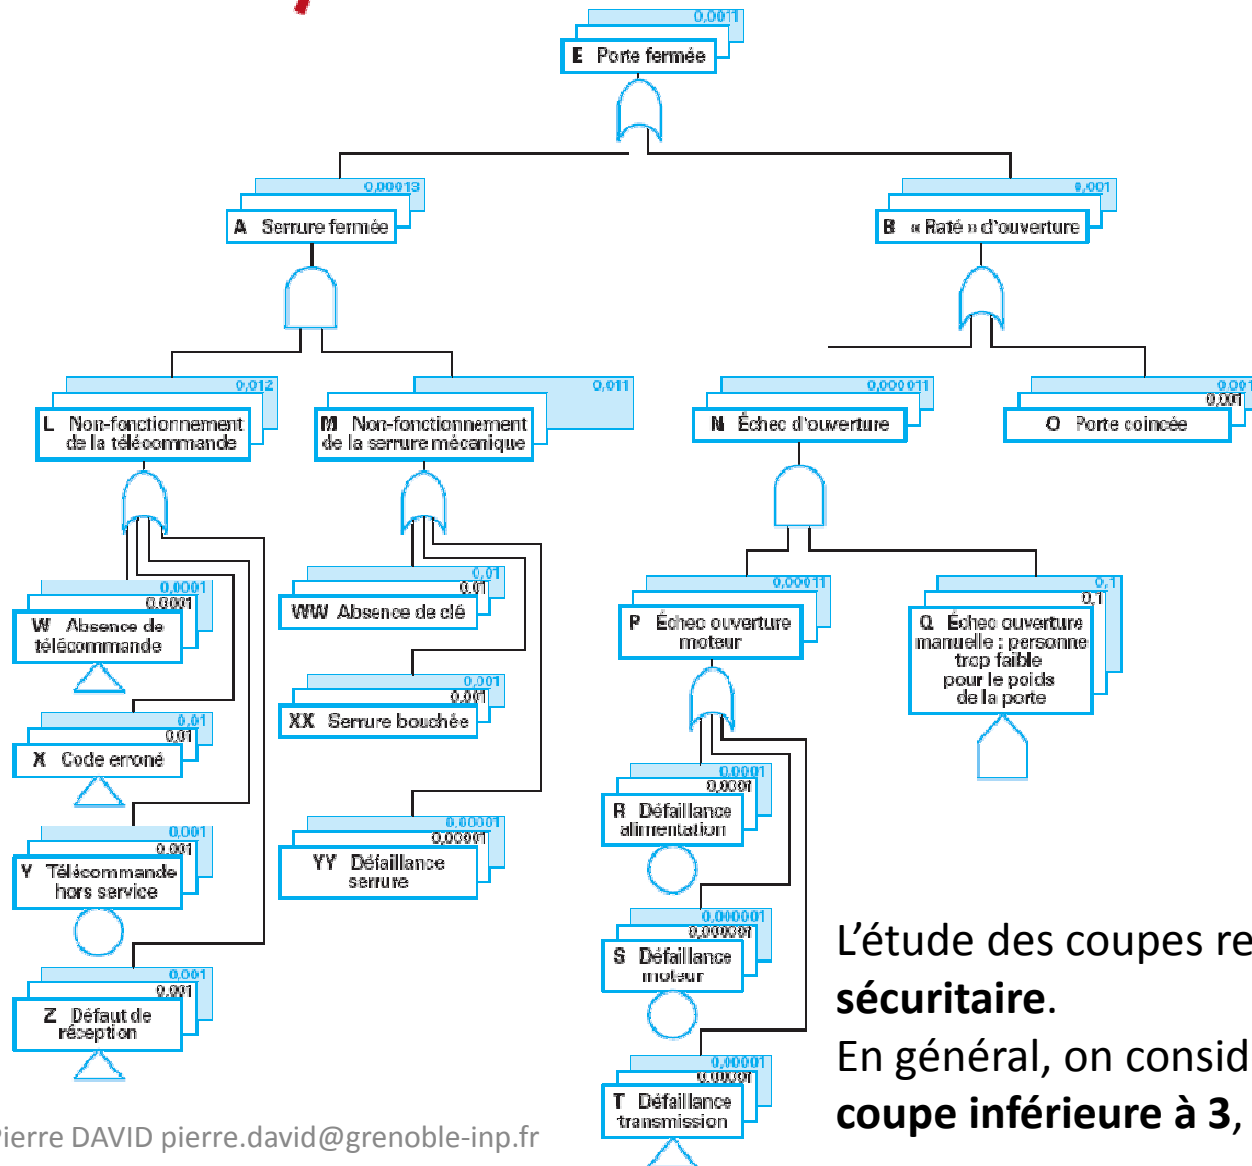 0,0011
E Porte fermée
0,00013
A Serrure fermée
0,001
B « Raté » d'ouverture
0,012
L Non-fonctionnement
de la télécommande
0,011
M Non-fonctionnement
de la serrure mécanique
0,000011
N Échec d'ouverture
0,001
0,001
O Porte coincée
0,0001
0,0001
W Absence de
télécommande
0,01
0,01
X Code erroné
0,001
0,001
Y Télécommande
hors service
0,001
0,001
Z Défaut de
réception
0,01
0,01
WW Absence de clé
0,001
0,001
XX Serrure bouchée
0,00001
0,00001
YY Défaillance
serrure
0,00011
P Échec ouverture
moteur
0,1
0,1
Q Échec ouverture
manuelle : personne
trop faible
pour le poids
de la porte
0,0001
0,0001
R Défaillance
alimentation
0,000001
0,000001
S Défaillance
moteur
0,00001
0,00001
T Défaillance
transmission
L'étude des coupes re
sécuritaire.
En général, on consid
coupe inférieure à 3,
Pierre DAVID pierre.david@grenoble-inp.fr